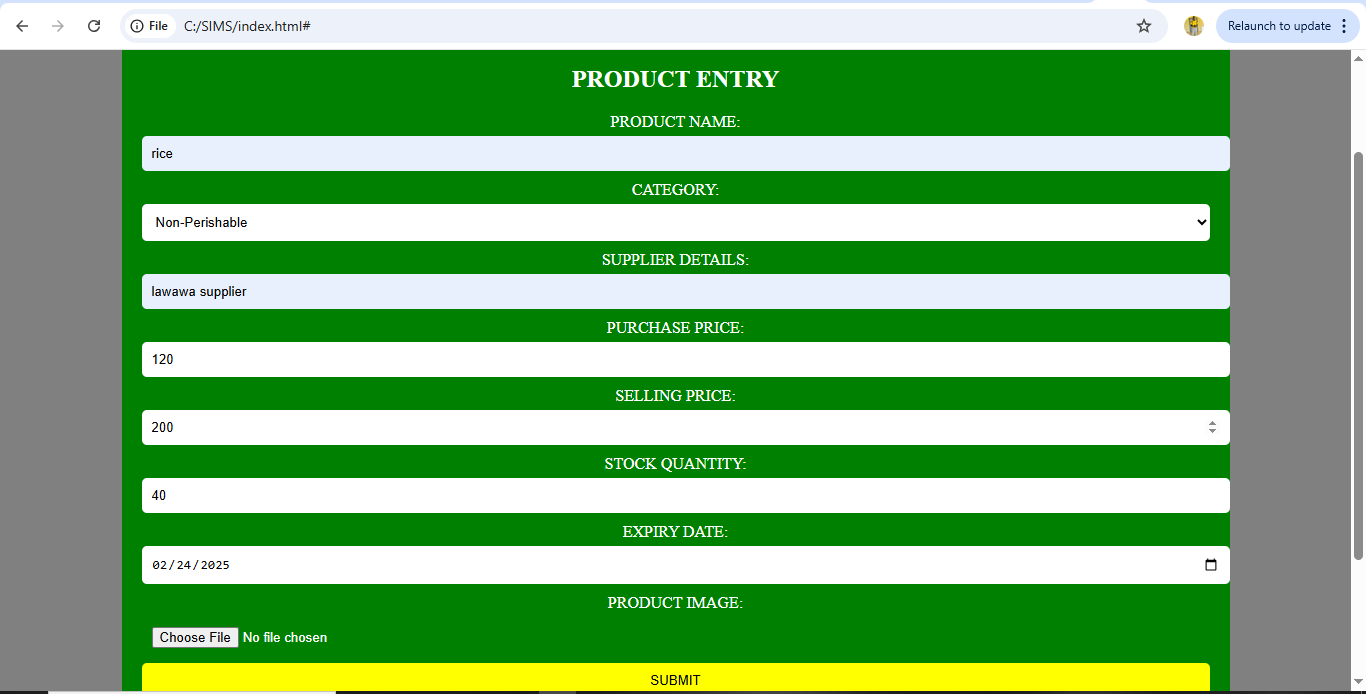 File C:/SIMS/index.html# Relaunch to update
PRODUCT ENTRY
PRODUCT NAME:
rice
CATEGORY:
Non-Perishable
SUPPLIER DETAILS:
lawawa supplier
PURCHASE PRICE:
120
SELLING PRICE:
200
STOCK QUANTITY:
40
EXPIRY DATE:
02/24/2025
PRODUCT IMAGE:
Choose File No file chosen
SUBMIT